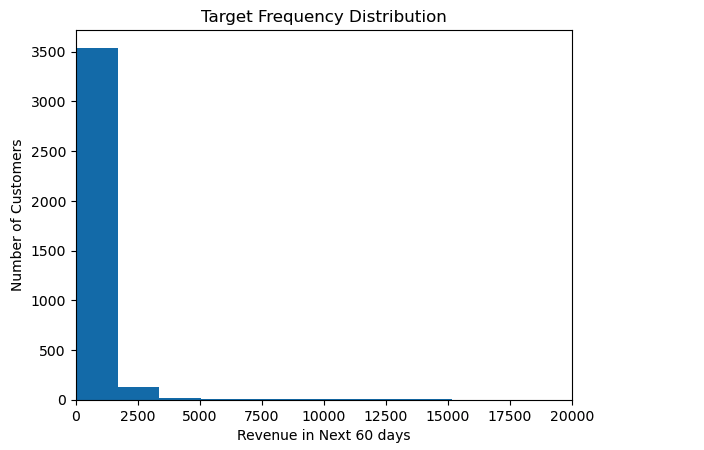 Target Frequency Distribution
3500
3000
2500
2000
1500
1000
500
0
Number of Customers
0 2500 5000 7500 10000 12500 15000 17500 20000
Revenue in Next 60 days